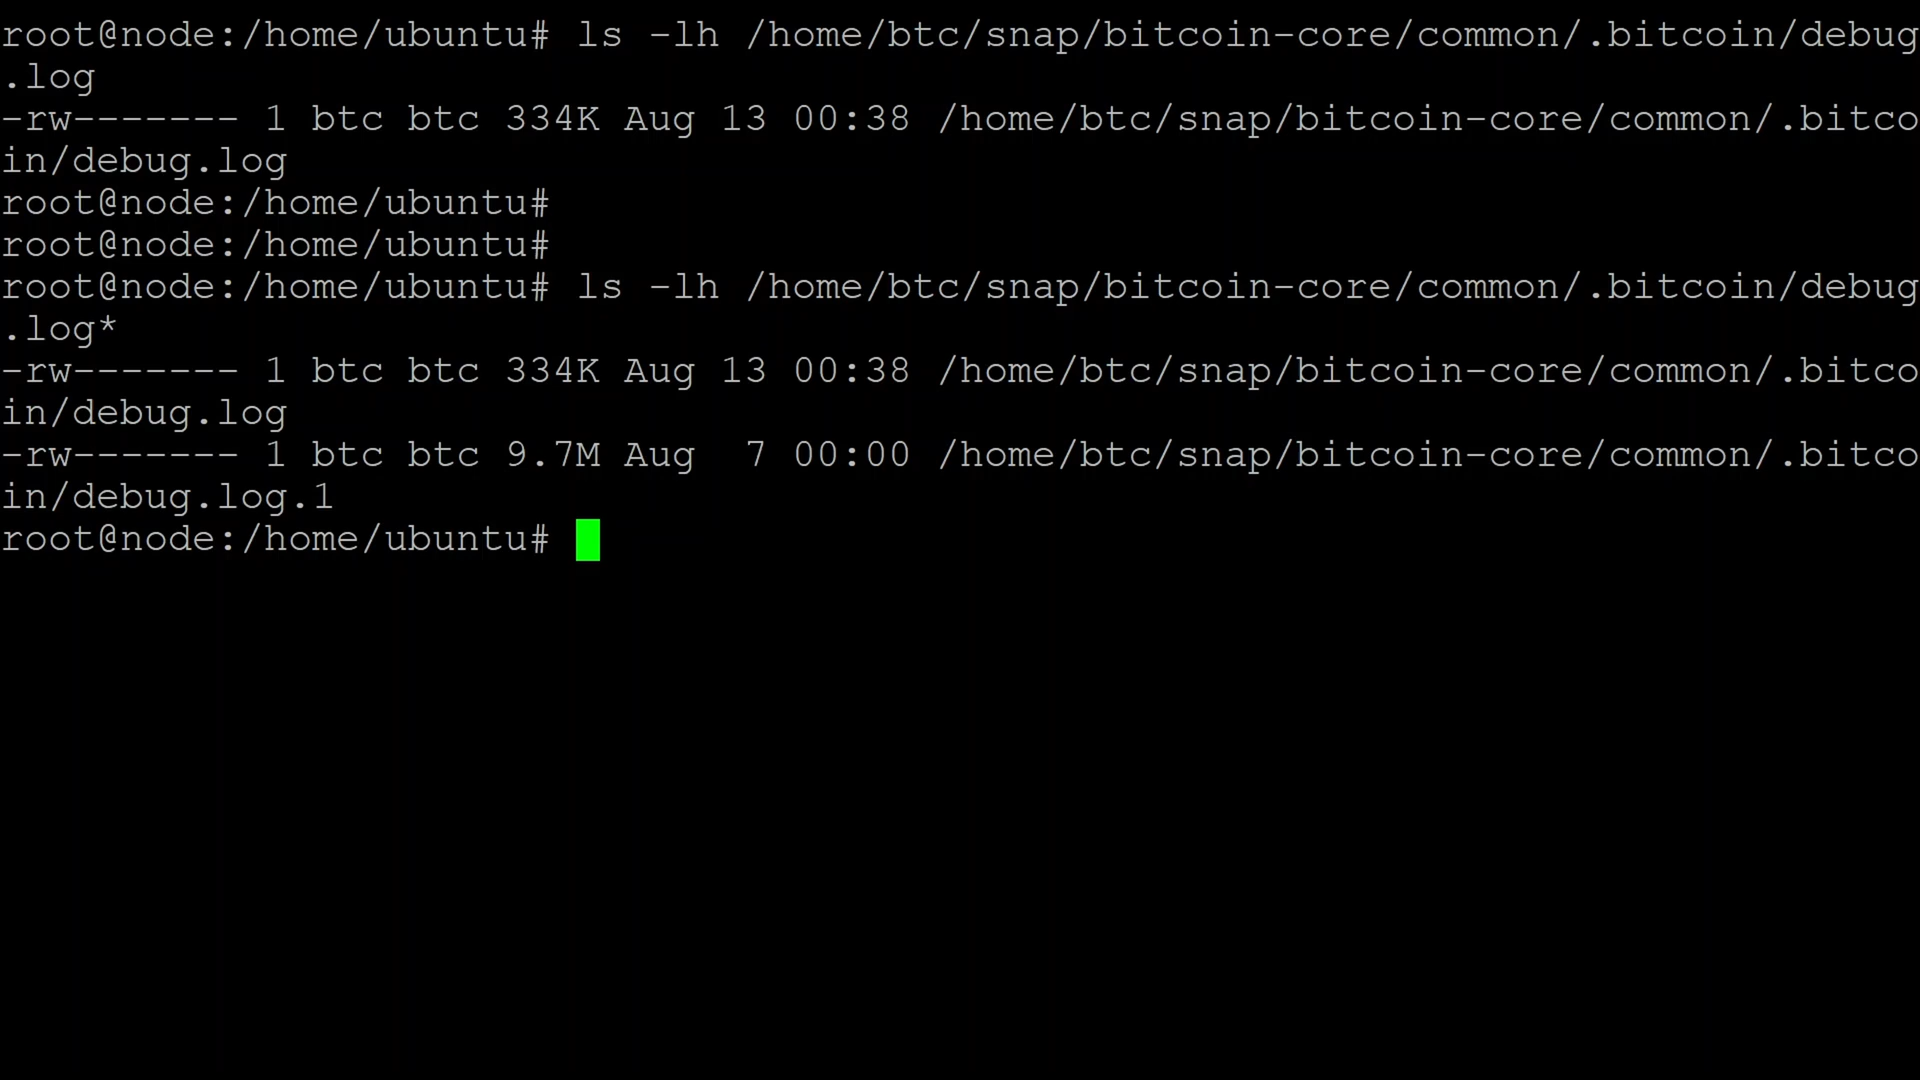 root@node:/home/ubuntu# ls -lh /home/btc/snap/bitcoin-core/common/.bitcoin/debug
.log
-rw------- 1 btc btc 334K Aug 13 00:38 /home/btc/snap/bitcoin-core/common/.bitco
in/debug.log
root@node:/home/ubuntu#
root@node:/home/ubuntu#
root@node:/home/ubuntu# ls -lh /home/btc/snap/bitcoin-core/common/.bitcoin/debug
.log*
-rw------- 1 btc btc 334K Aug 13 00:38 /home/btc/snap/bitcoin-core/common/.bitco
in/debug.log
-rw------- 1 btc btc 9.7M Aug  7 00:00 /home/btc/snap/bitcoin-core/common/.bitco
in/debug.log.1
root@node:/home/ubuntu#